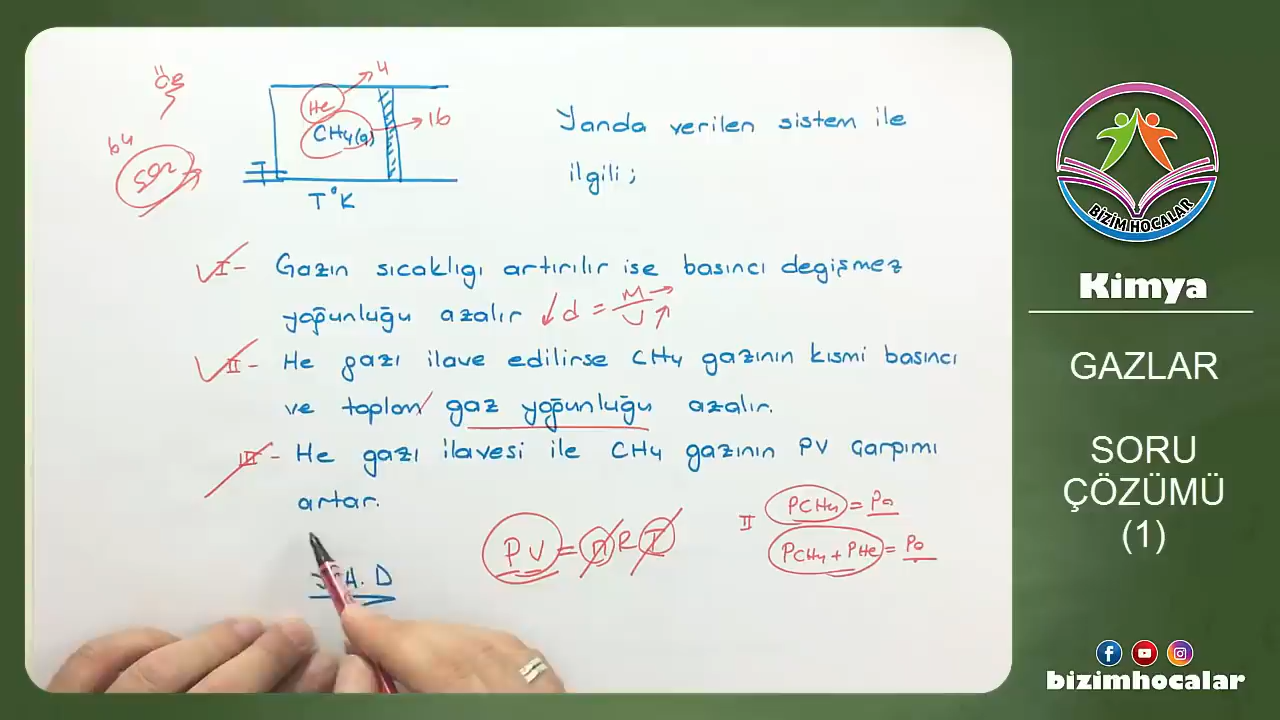 öç
4
He
CH₄(g)
16
64
SO₂
T°K
Yanda verilen sistem ile
ilgili;
I- Gazın sıcaklığı artırılır ise basıncı değişmez
yoğunluğu azalır
d = M
V
II- He gazı ilave edilirse CH₄ gazının kısmi basıncı
ve toplam gaz yoğunluğu azalır.
III- He gazı ilavesi ile CH₄ gazının PV çarpımı
artar.
PV = n R T
II PCH₄ = P₀
PCH₄ + PHe = P₀
H. D
BİZİM HOCALAR
Kimya
GAZLAR
SORU
ÇÖZÜMÜ
(1)
bizimhocalar